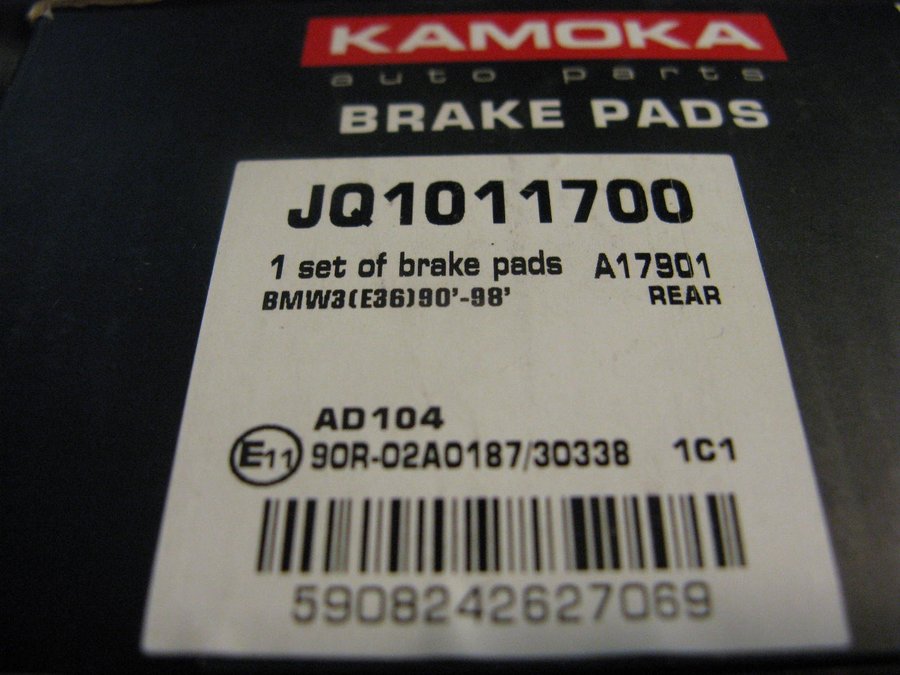 KAMOKA
auto parts
BRAKE PADS
JQ1011700
1 set of brake pads A17901
BMW3(E36)90'-98' REAR
AD104
E11 90R-02A0187/30338 1C1
5908242627069